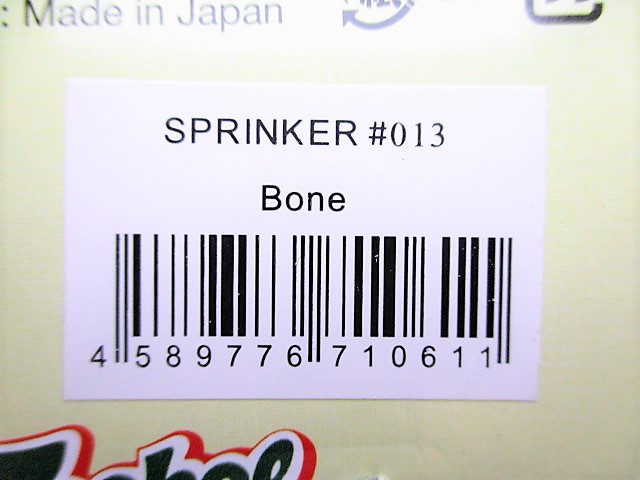 : Made in Japan
SPRINKER #013
Bone
4 589776 710611